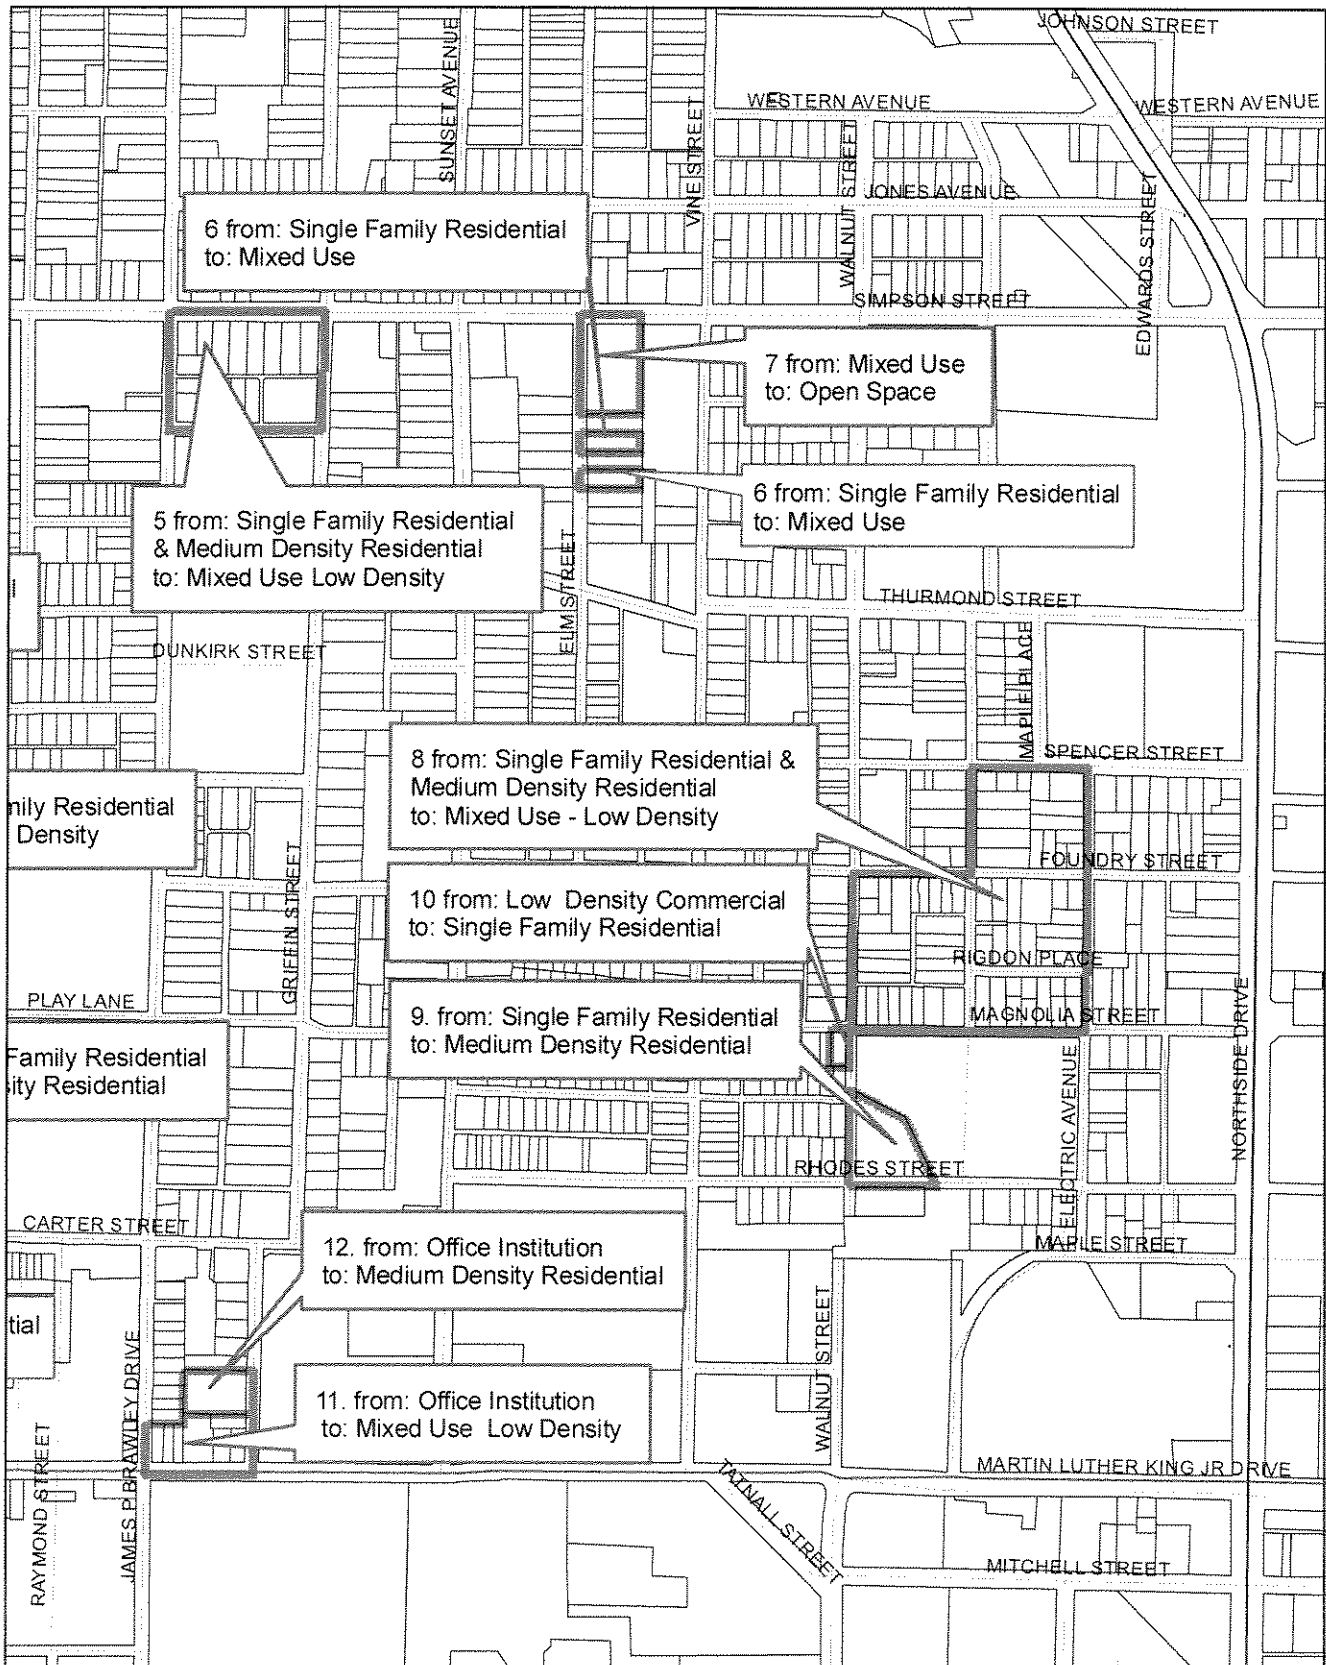 JOHNSON STREET
SUNSET AVENUE
WESTERN AVENUE
WESTERN AVENUE
VINE STREET
WALNUT STREET
JONES AVENUE
EDWARDS STREET
6 from: Single Family Residential
to: Mixed Use
SIMPSON STREET
7 from: Mixed Use
to: Open Space
6 from: Single Family Residential
to: Mixed Use
5 from: Single Family Residential
& Medium Density Residential
to: Mixed Use Low Density
ELM STREET
THURMOND STREET
DUNKIRK STREET
MAPLE PLACE
SPENCER STREET
8 from: Single Family Residential &
Medium Density Residential
to: Mixed Use - Low Density
mily Residential
Density
FOUNDRY STREET
GRIFFIN STREET
10 from: Low Density Commercial
to: Single Family Residential
RIGDON PLACE
PLAY LANE
MAGNOLIA STREET
9. from: Single Family Residential
to: Medium Density Residential
NORTHSIDE DRIVE
Family Residential
ity Residential
ELECTRIC AVENUE
RHODES STREET
CARTER STREET
12. from: Office Institution
to: Medium Density Residential
MAPLE STREET
tial
WALNUT STREET
JAMES P BRAWLEY DRIVE
11. from: Office Institution
to: Mixed Use Low Density
RAYMOND STREET
MARTIN LUTHER KING JR DRIVE
TATNALL STREET
MITCHELL STREET